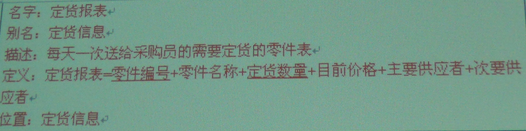 名字：定货报表
别名：定货信息
描述：每天一次送给采购员的需要定货的零件表
定义：定货报表=零件编号+零件名称+定货数量+目前价格+主要供应者+次要供
应者
位置：定货信息